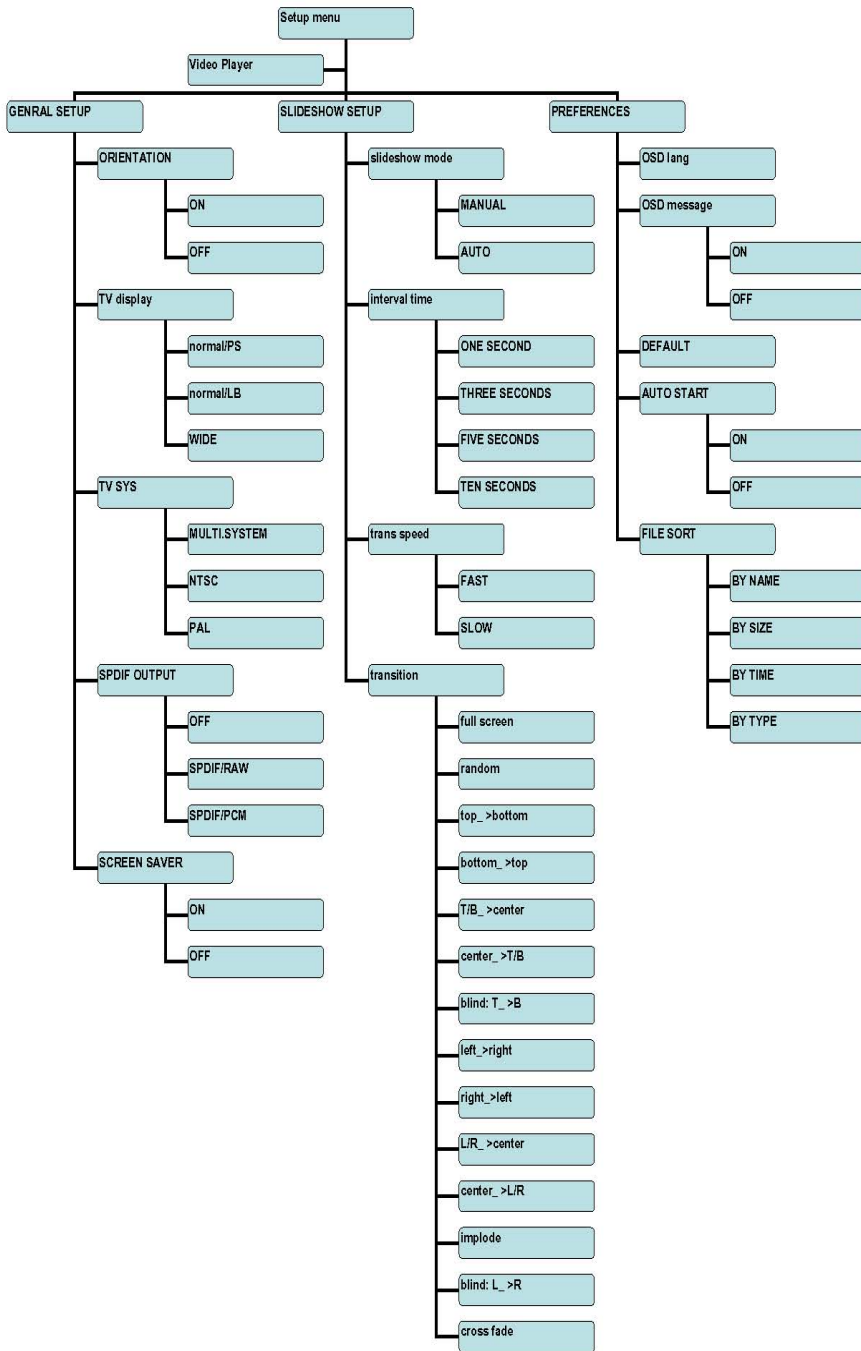 Setup menu
Video Player
GENRAL SETUP
ORIENTATION
ON
OFF
TV display
normal/PS
normal/LB
WIDE
TV SYS
MULTI.SYSTEM
NTSC
PAL
SPDIF OUTPUT
OFF
SPDIF/RAW
SPDIF/PCM
SCREEN SAVER
ON
OFF
SLIDESHOW SETUP
slideshow mode
MANUAL
AUTO
interval time
ONE SECOND
THREE SECONDS
FIVE SECONDS
TEN SECONDS
trans speed
FAST
SLOW
transition
full screen
random
top_ >bottom
bottom_ >top
T/B_ >center
center_ >T/B
blind: T_ >B
left_>right
right_>left
L/R_ >center
center_ >L/R
implode
blind: L_ >R
cross fade
PREFERENCES
OSD lang
OSD message
ON
OFF
DEFAULT
AUTO START
ON
OFF
FILE SORT
BY NAME
BY SIZE
BY TIME
BY TYPE